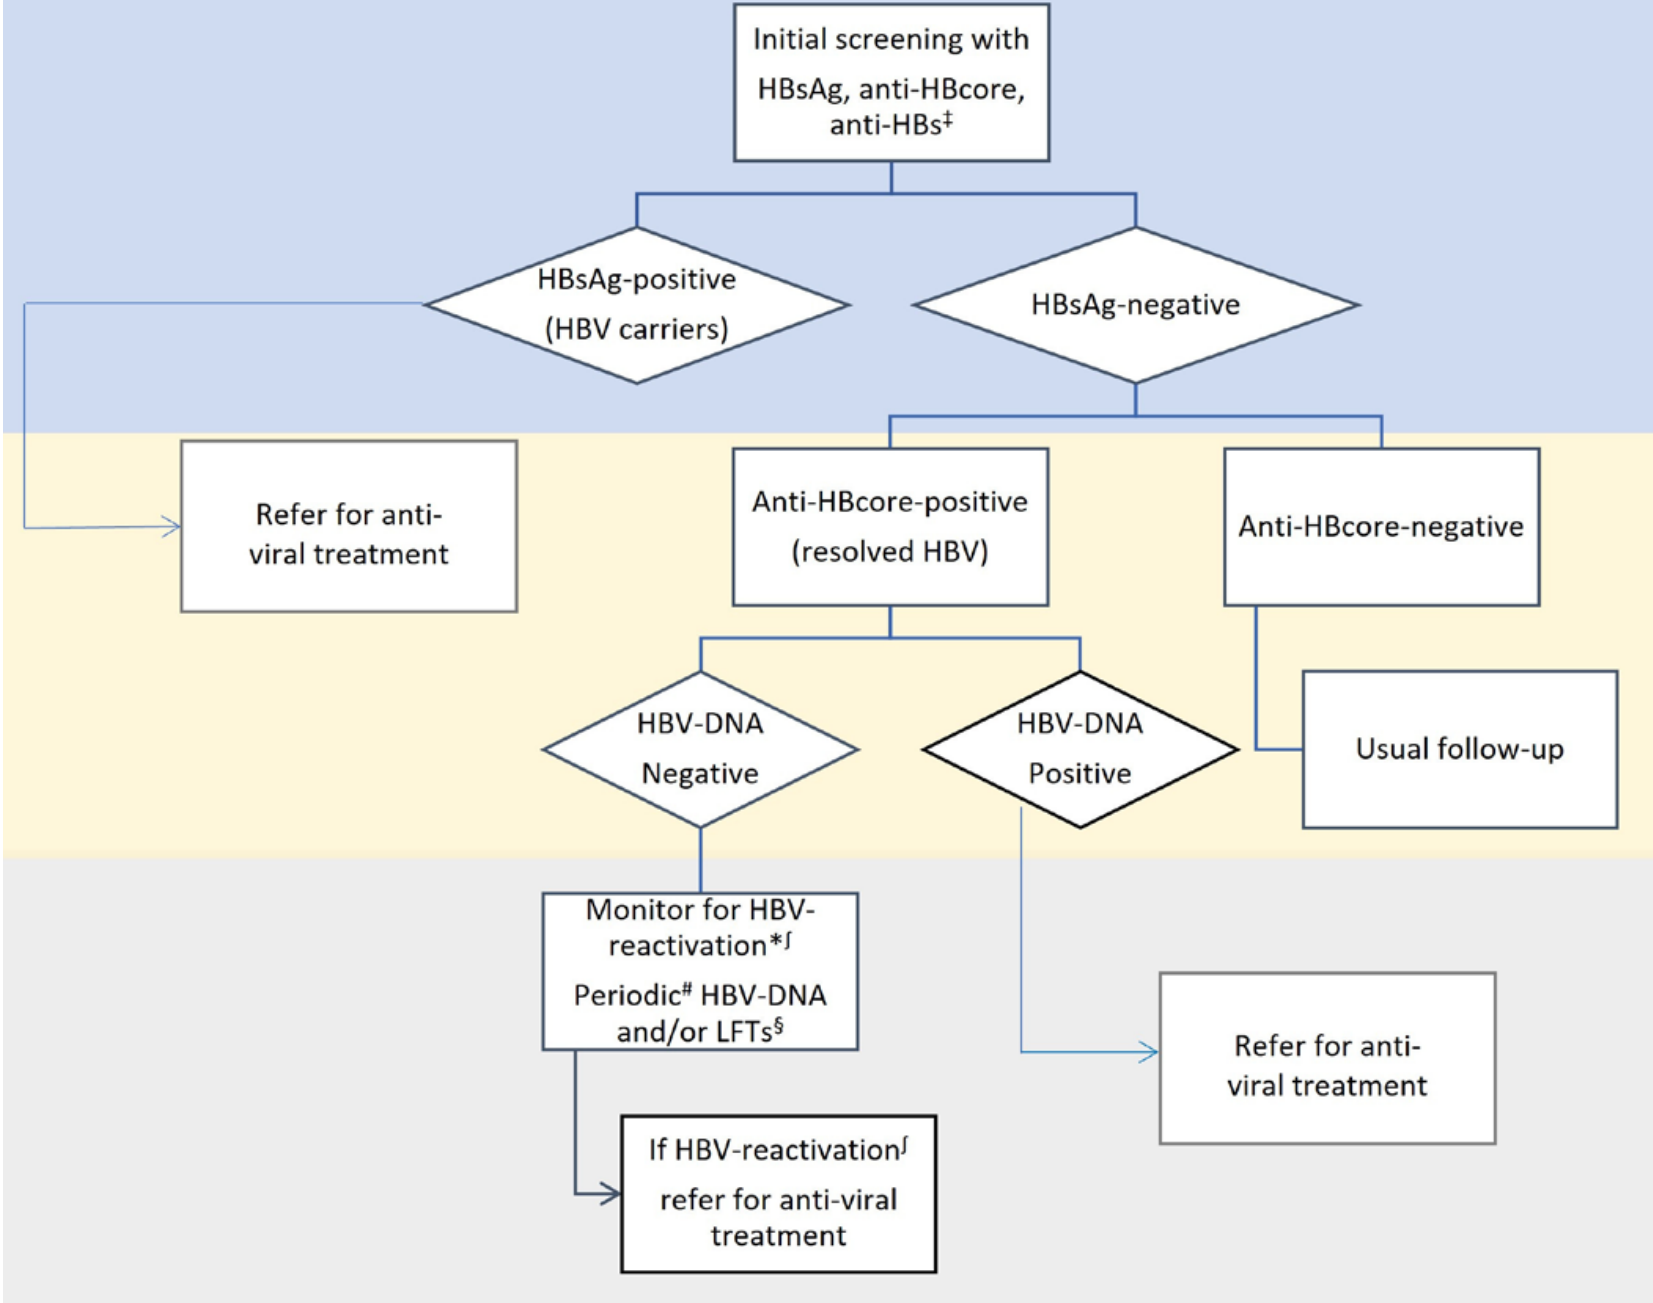 Initial screening with
HBsAg, anti-HBcore,
anti-HBs‡
HBsAg-positive
(HBV carriers)
HBsAg-negative
Refer for anti-
viral treatment
Anti-HBcore-positive
(resolved HBV)
Anti-HBcore-negative
HBV-DNA
Negative
HBV-DNA
Positive
Usual follow-up
Monitor for HBV-
reactivation*ʃ
Periodic# HBV-DNA
and/or LFTs§
Refer for anti-
viral treatment
If HBV-reactivationʃ
refer for anti-viral
treatment